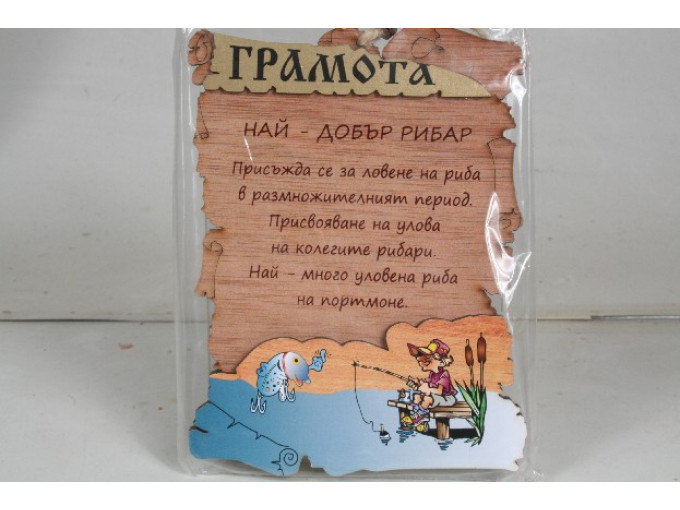 ГРАМОТА
НАЙ - ДОБЪР РИБАР
Присъжда се за ловене на риба
в размножителният период.
Присвояване на улова
на колегите рибари.
Най - много уловена риба
на портмоне.